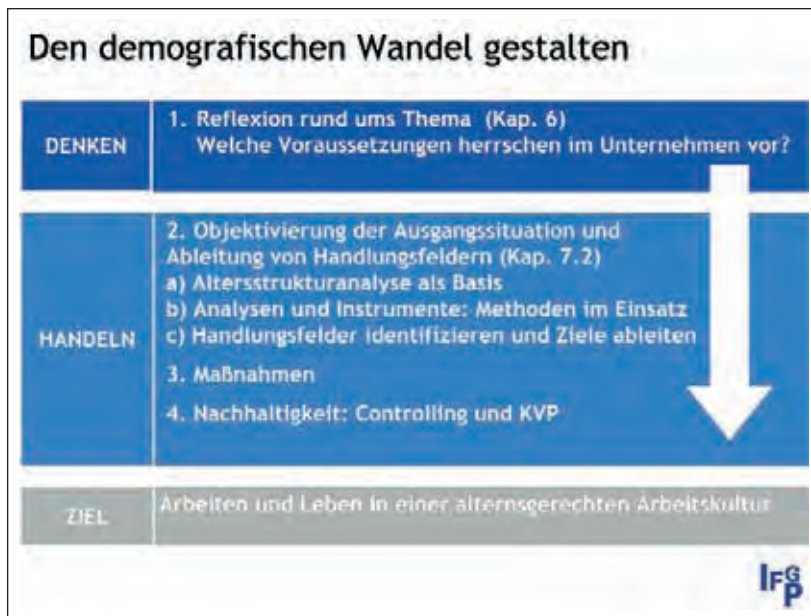 Den demografischen Wandel gestalten
DENKEN
1. Reflexion rund ums Thema (Kap. 6)
Welche Voraussetzungen herrschen im Unternehmen vor?
HANDELN
2. Objektivierung der Ausgangssituation und
Ableitung von Handlungsfeldern (Kap. 7.2)
a) Altersstrukturanalyse als Basis
b) Analysen und Instrumente: Methoden im Einsatz
c) Handlungsfelder identifizieren und Ziele ableiten
3. Maßnahmen
4. Nachhaltigkeit: Controlling und KVP
ZIEL
Arbeiten und Leben in einer alternsgerechten Arbeitskultur
IFGP